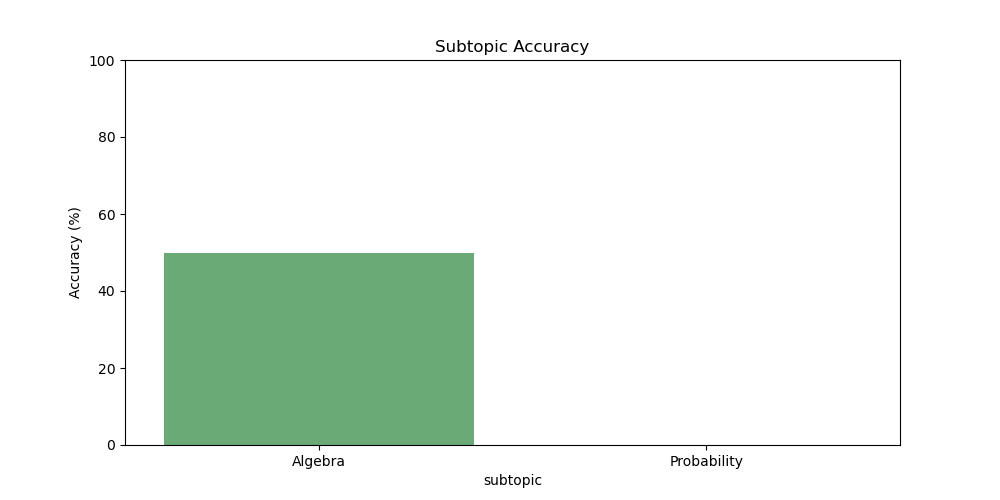 Subtopic Accuracy
100
80
60
40
20
0
Accuracy (%)
Algebra
Probability
subtopic